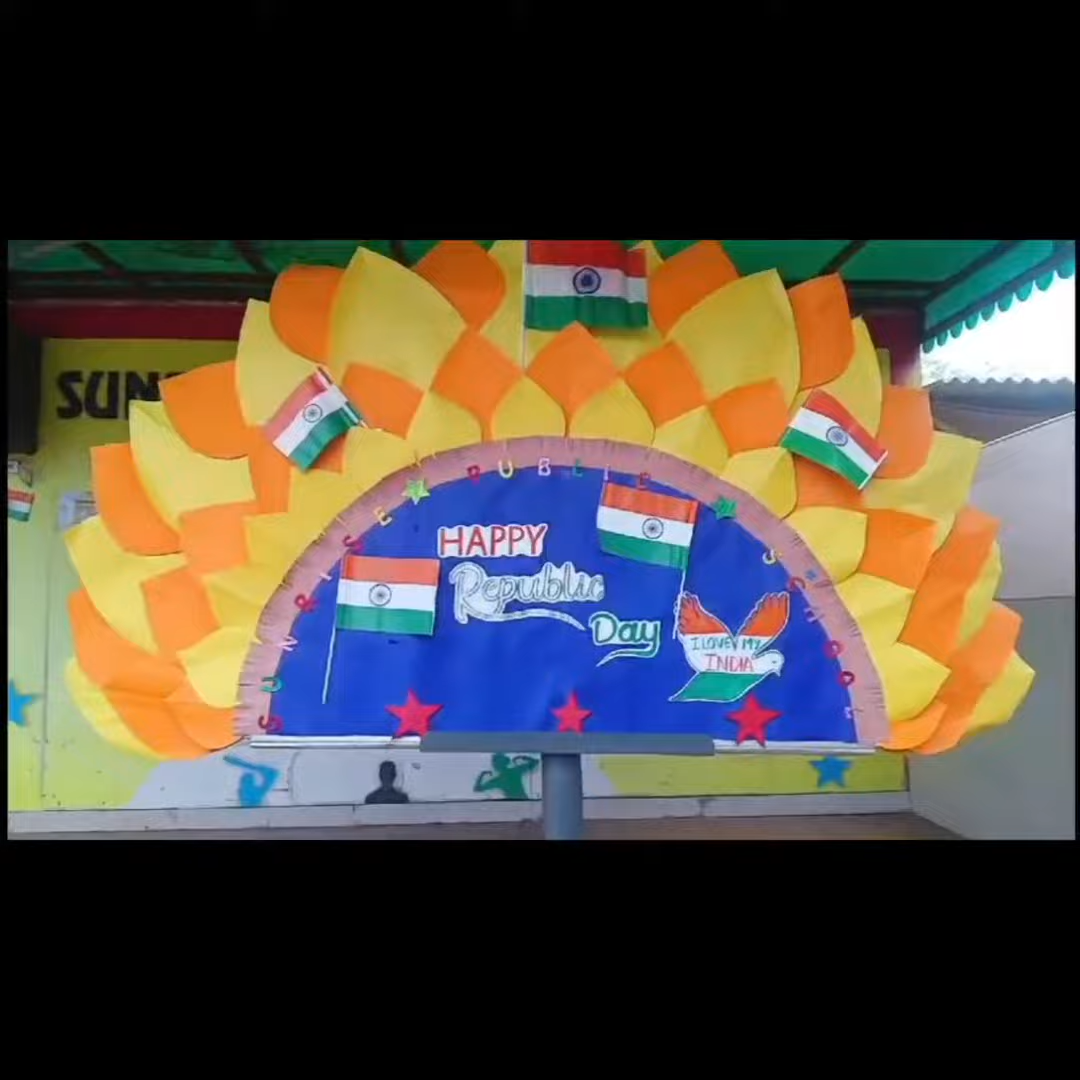 SUN
SUNRISE PUBLIC SCHOOL
HAPPY
Republic
Day
I LOVE MY
INDIA